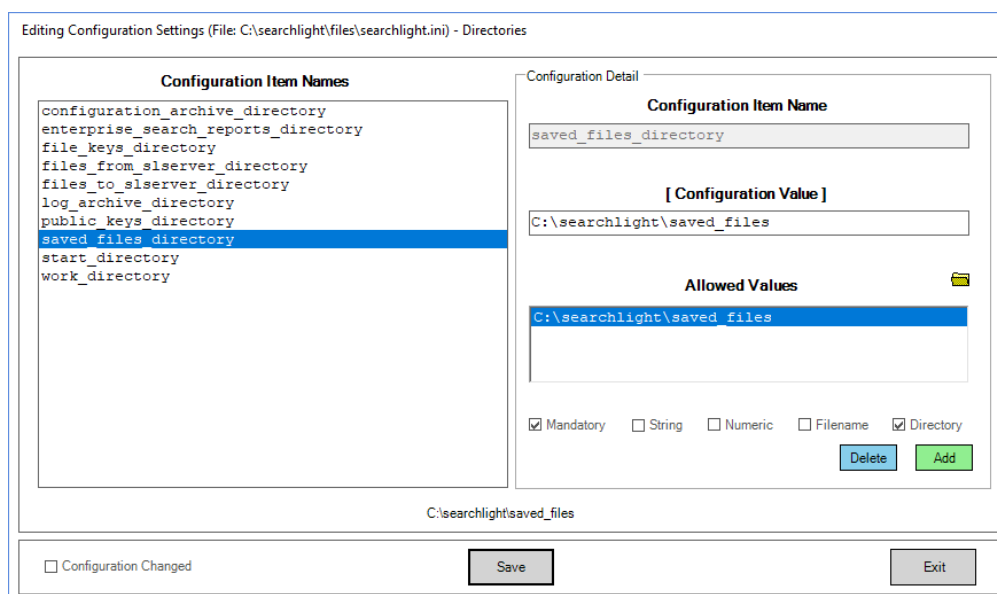 Editing Configuration Settings (File: C:\searchlight\files\searchlight.ini) - Directories
Configuration Item Names
configuration_archive_directory
enterprise_search_reports_directory
file_keys_directory
files_from_slserver_directory
files_to_slserver_directory
log_archive_directory
public_keys_directory
saved_files_directory
start_directory
work_directory
Configuration Detail
Configuration Item Name
saved_files_directory
[ Configuration Value ]
C:\searchlight\saved_files
Allowed Values
C:\searchlight\saved_files
Mandatory String Numeric Filename Directory
Delete Add
C:\searchlight\saved_files
Configuration Changed Save Exit